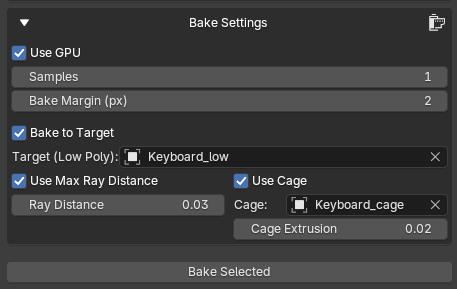 Bake Settings
Use GPU
Samples 1
Bake Margin (px) 2
Bake to Target
Target (Low Poly): Keyboard_low
Use Max Ray Distance Use Cage
Ray Distance 0.03 Cage: Keyboard_cage
Cage Extrusion 0.02
Bake Selected